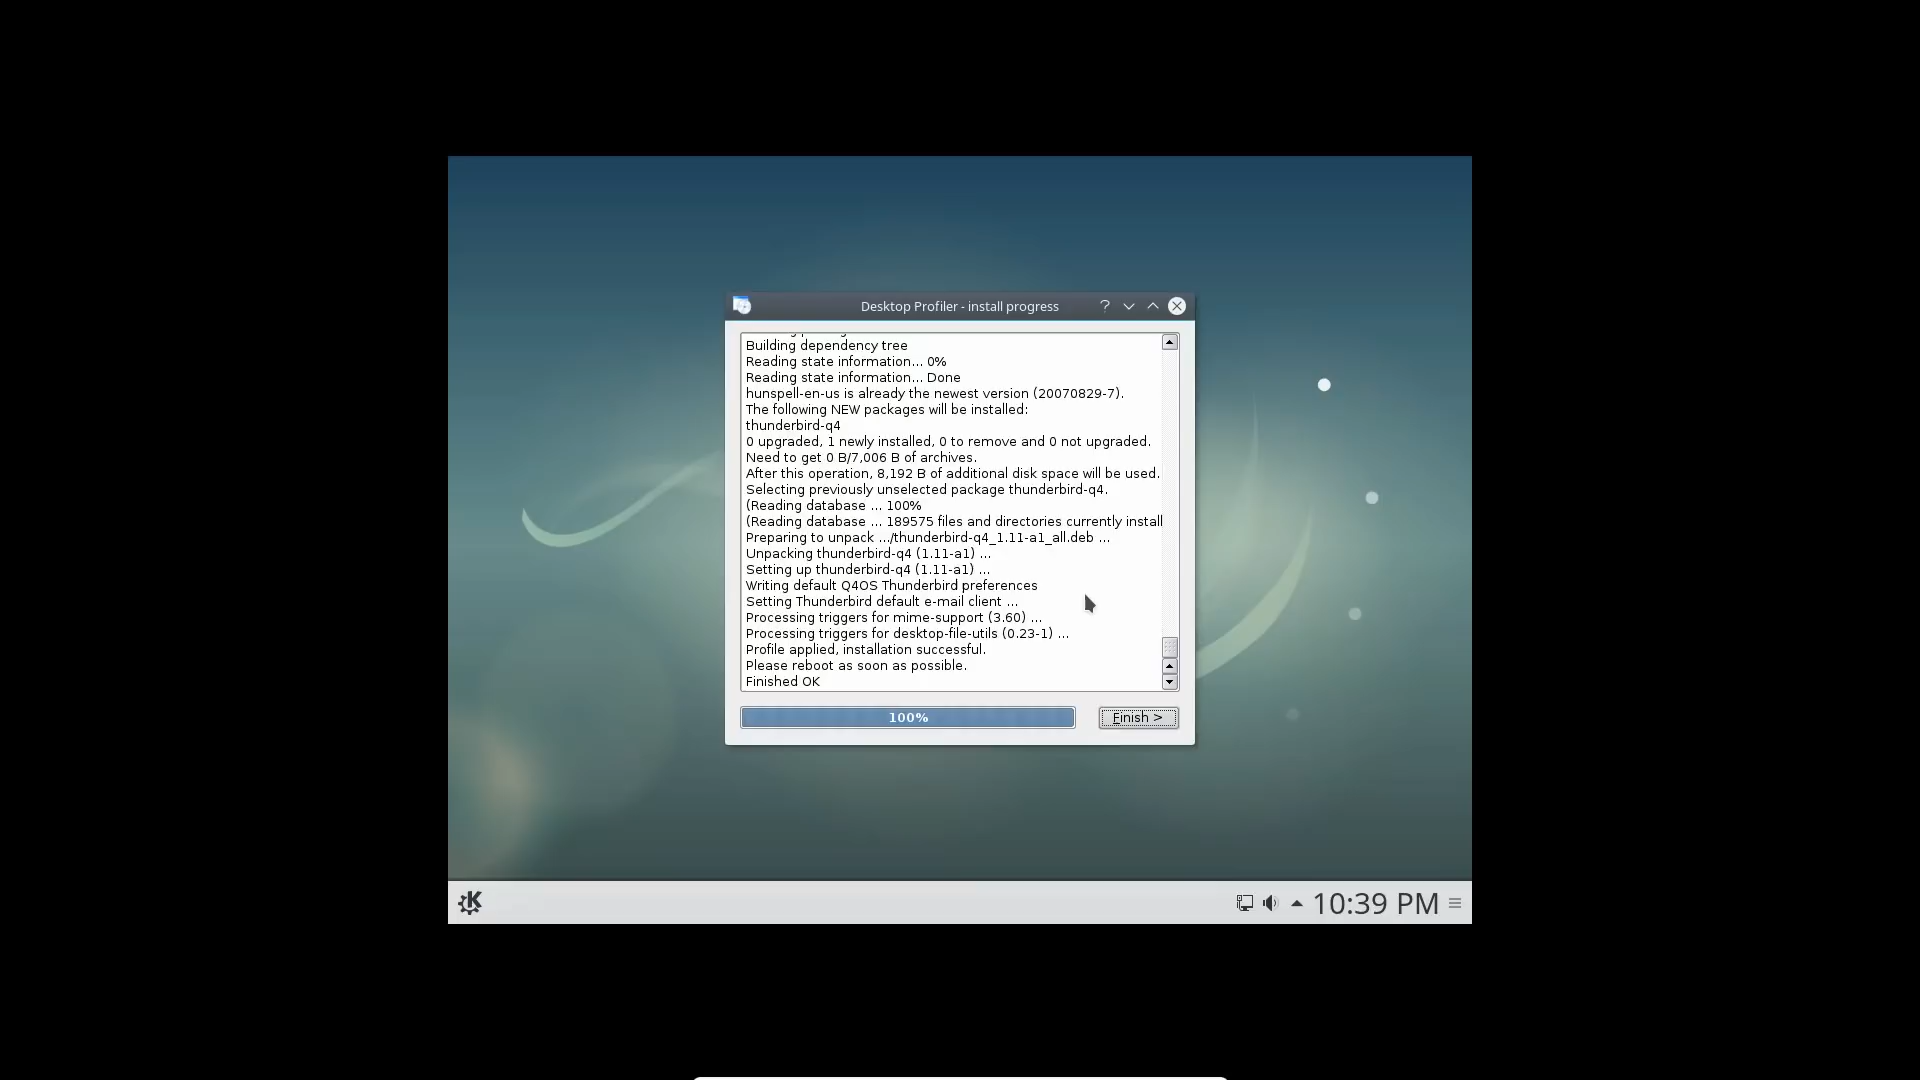 Desktop Profiler - install progress
Building dependency tree
Reading state information... 0%
Reading state information... Done
hunspell-en-us is already the newest version (20070829-7).
The following NEW packages will be installed:
thunderbird-q4
0 upgraded, 1 newly installed, 0 to remove and 0 not upgraded.
Need to get 0 B/7,006 B of archives.
After this operation, 8,192 B of additional disk space will be used.
Selecting previously unselected package thunderbird-q4.
(Reading database ... 100%
(Reading database ... 189575 files and directories currently install
Preparing to unpack .../thunderbird-q4_1.11-a1_all.deb ...
Unpacking thunderbird-q4 (1.11-a1) ...
Setting up thunderbird-q4 (1.11-a1) ...
Writing default Q4OS Thunderbird preferences
Setting Thunderbird default e-mail client ...
Processing triggers for mime-support (3.60) ...
Processing triggers for desktop-file-utils (0.23-1) ...
Profile applied, installation successful.
Please reboot as soon as possible.
Finished OK
100%
Finish >
10:39 PM